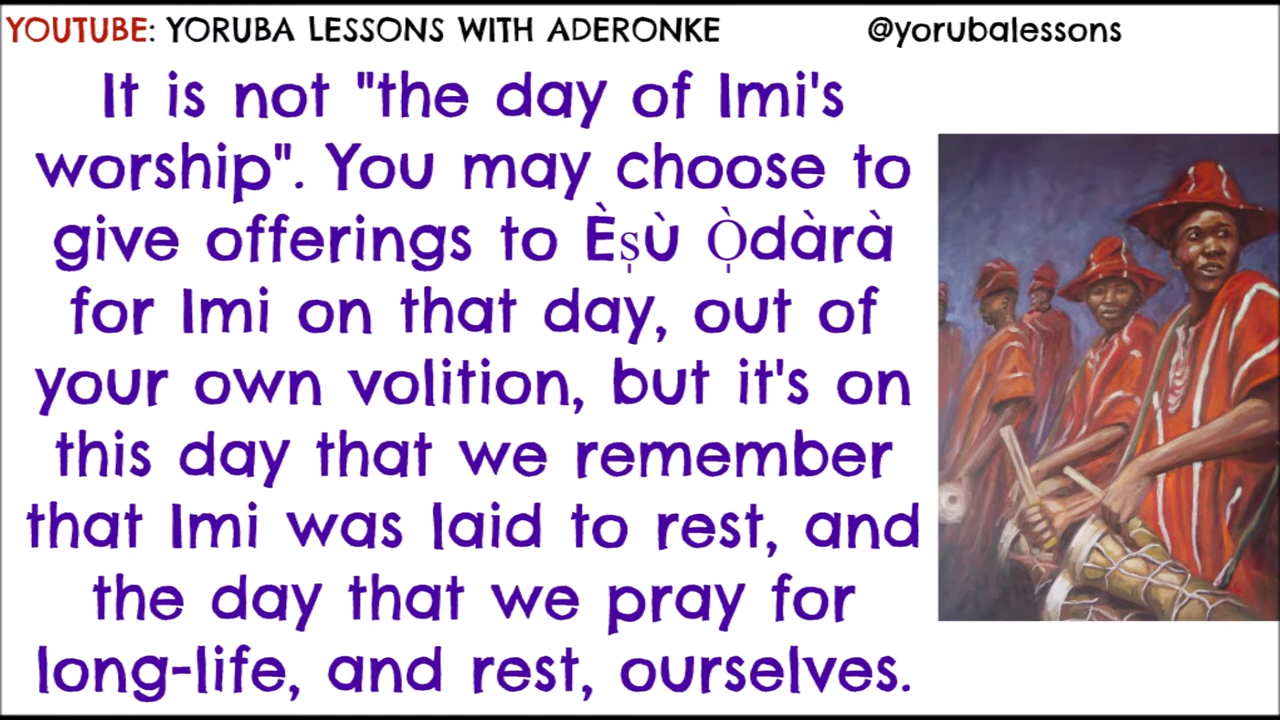 YOUTUBE: YORUBA LESSONS WITH ADERONKE @yorubalessons
It is not "the day of Imi's
worship". You may choose to
give offerings to Èṣù Ọ̀dàrà
for Imi on that day, out of
your own volition, but it's on
this day that we remember
that Imi was laid to rest, and
the day that we pray for
long-life, and rest, ourselves.